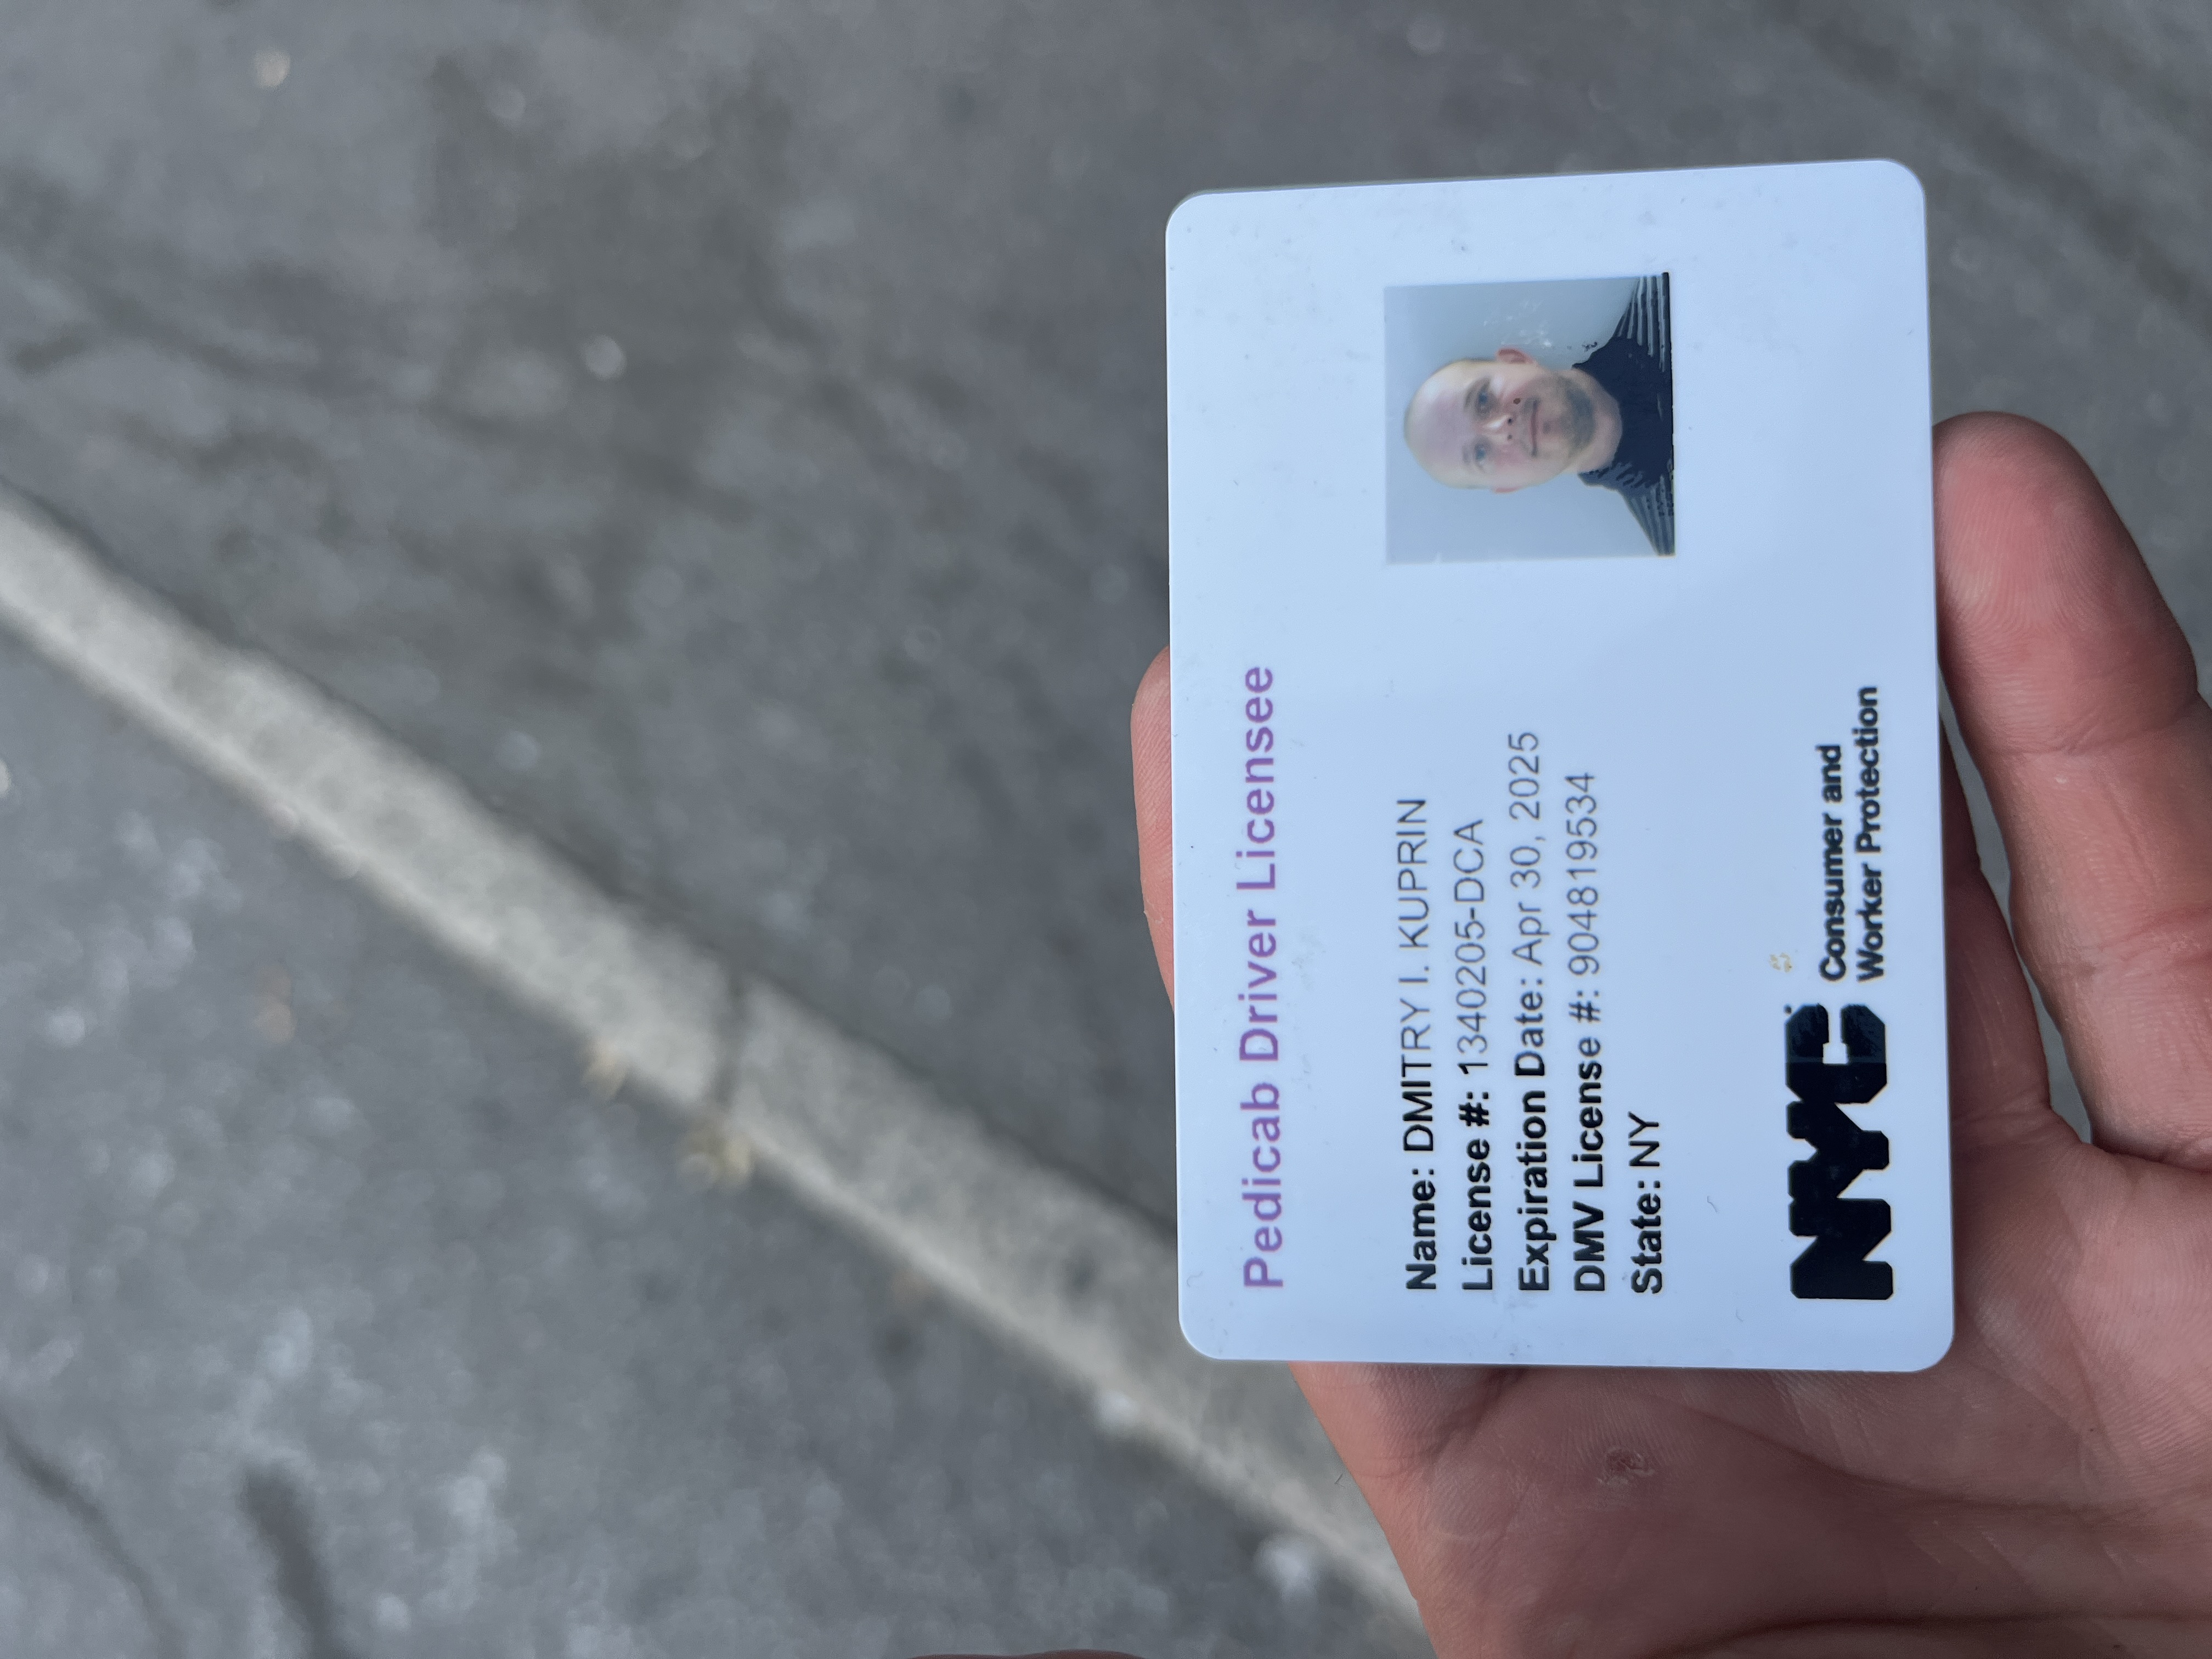 Pedicab Driver Licensee
Name: DMITRY I. KUPRIN
License #: 1340205-DCA
Expiration Date: Apr 30, 2025
DMV License #: 904819534
State: NY
NYC
Consumer and
Worker Protection